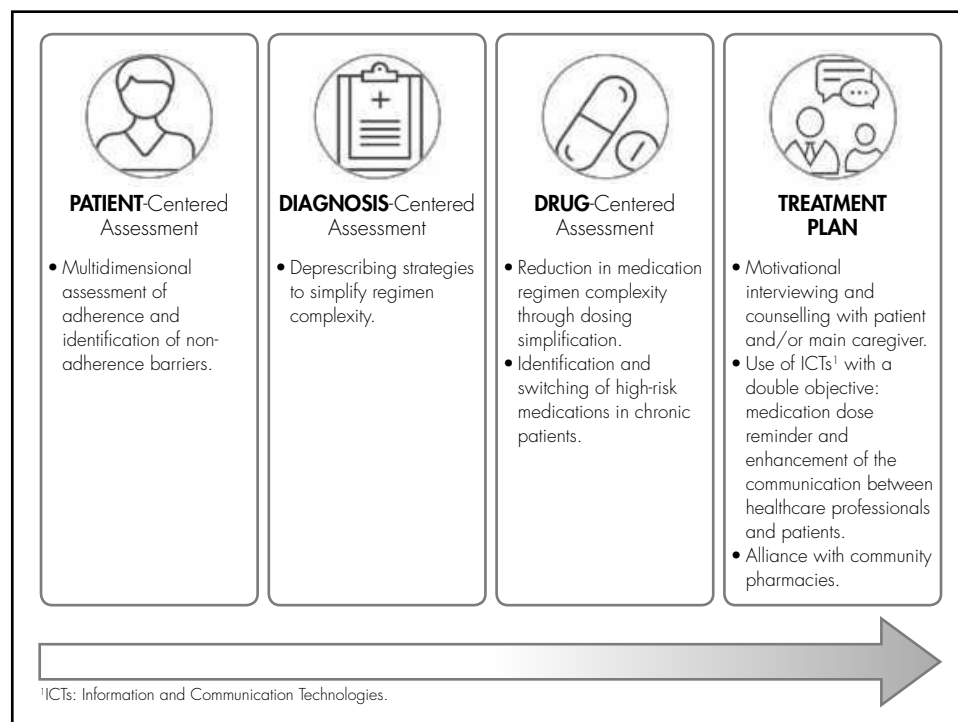 PATIENT-Centered
Assessment
• Multidimensional
assessment of
adherence and
identification of non-
adherence barriers.
DIAGNOSIS-Centered
Assessment
• Deprescribing strategies
to simplify regimen
complexity.
DRUG-Centered
Assessment
• Reduction in medication
regimen complexity
through dosing
simplification.
• Identification and
switching of high-risk
medications in chronic
patients.
TREATMENT
PLAN
• Motivational
interviewing and
counselling with patient
and/or main caregiver.
• Use of ICTs¹ with a
double objective:
medication dose
reminder and
enhancement of the
communication between
healthcare professionals
and patients.
• Alliance with community
pharmacies.
¹ICTs: Information and Communication Technologies.